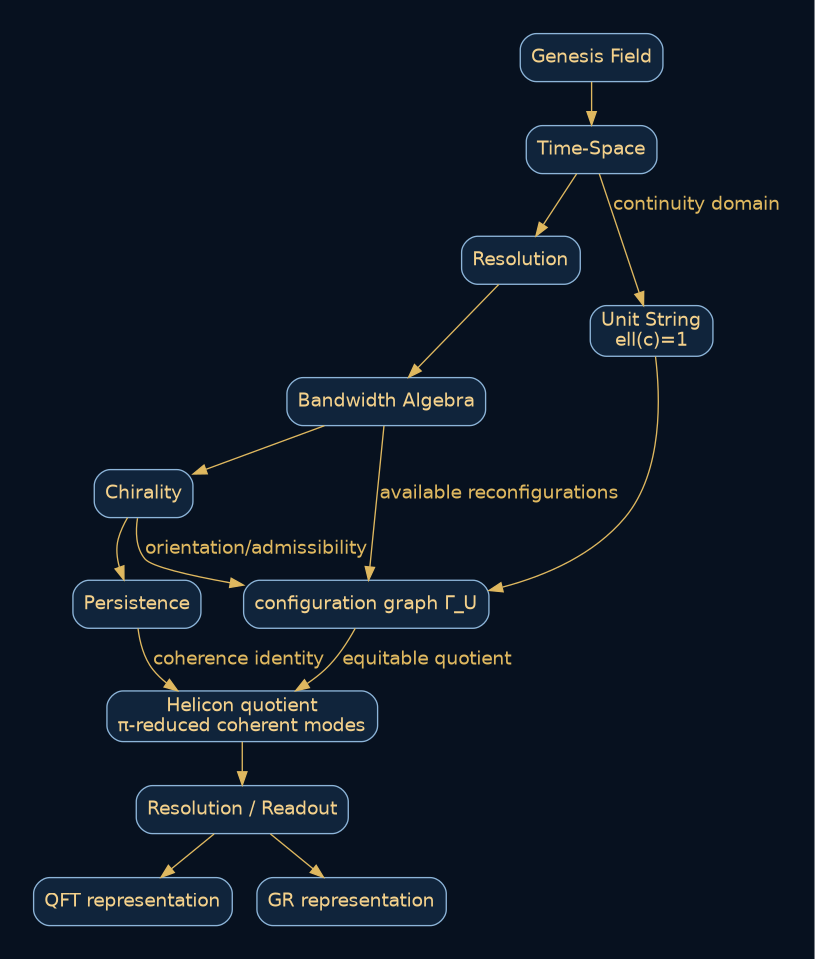 Genesis Field
Time-Space
continuity domain
Resolution
Unit String
ell(c)=1
Bandwidth Algebra
Chirality
available reconfigurations
orientation/admissibility
Persistence
configuration graph Γ_U
coherence identity
equitable quotient
Helicon quotient
π-reduced coherent modes
Resolution / Readout
QFT representation
GR representation